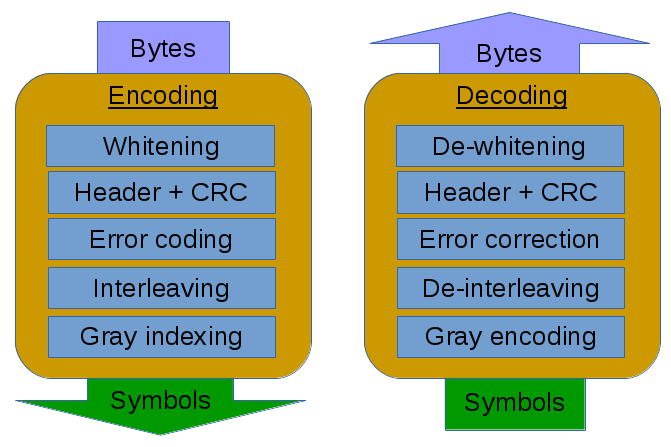 Bytes
Encoding
Whitening
Header + CRC
Error coding
Interleaving
Gray indexing
Symbols
Bytes
Decoding
De-whitening
Header + CRC
Error correction
De-interleaving
Gray encoding
Symbols